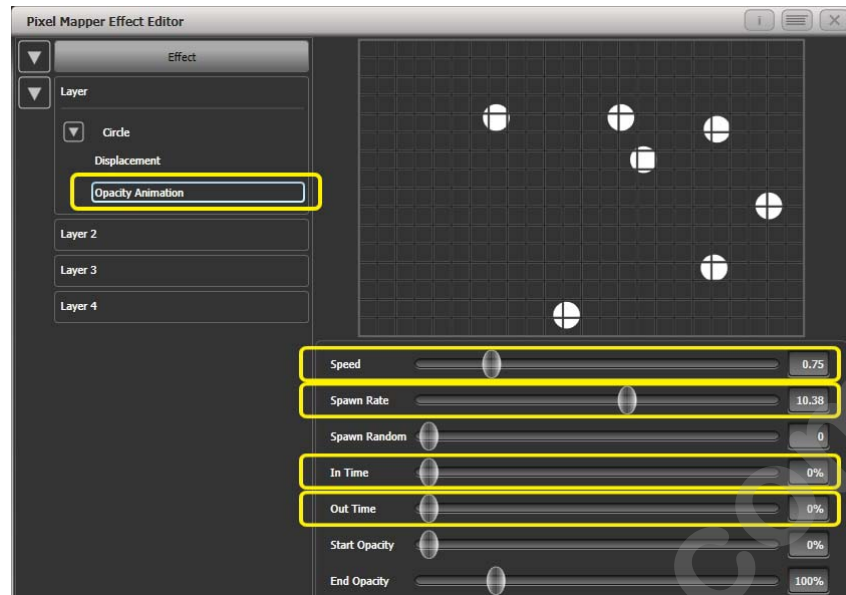 Pixel Mapper Effect Editor
Effect
Layer
Circle
Displacement
Opacity Animation
Layer 2
Layer 3
Layer 4
Speed 0.75
Spawn Rate 10.38
Spawn Random 0
In Time 0%
Out Time 0%
Start Opacity 0%
End Opacity 100%